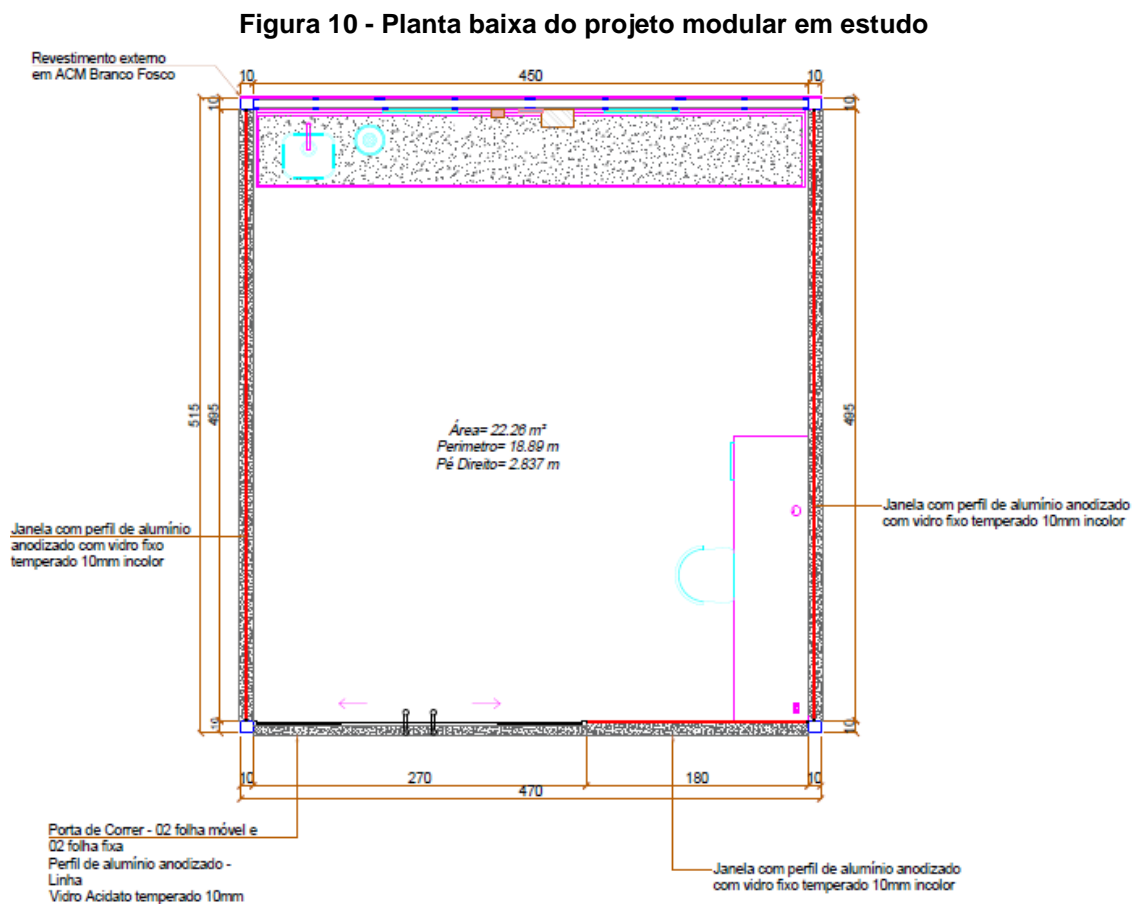 Figura 10 - Planta baixa do projeto modular em estudo
Revestimento externo
em ACM Branco Fosco
10
450
10
10
10
515
495
495
Área= 22.26 m²
Perimetro= 18.89 m
Pé Direito= 2.837 m
Janela com perfil de alumínio
anodizado com vidro fixo
temperado 10mm incolor
Janela com perfil de alumínio anodizado
com vidro fixo temperado 10mm incolor
10
10
10
270
180
10
470
Porta de Correr - 02 folha móvel e
02 folha fixa
Perfil de alumínio anodizado -
Linha
Vidro Acidato temperado 10mm
Janela com perfil de alumínio anodizado
com vidro fixo temperado 10mm incolor